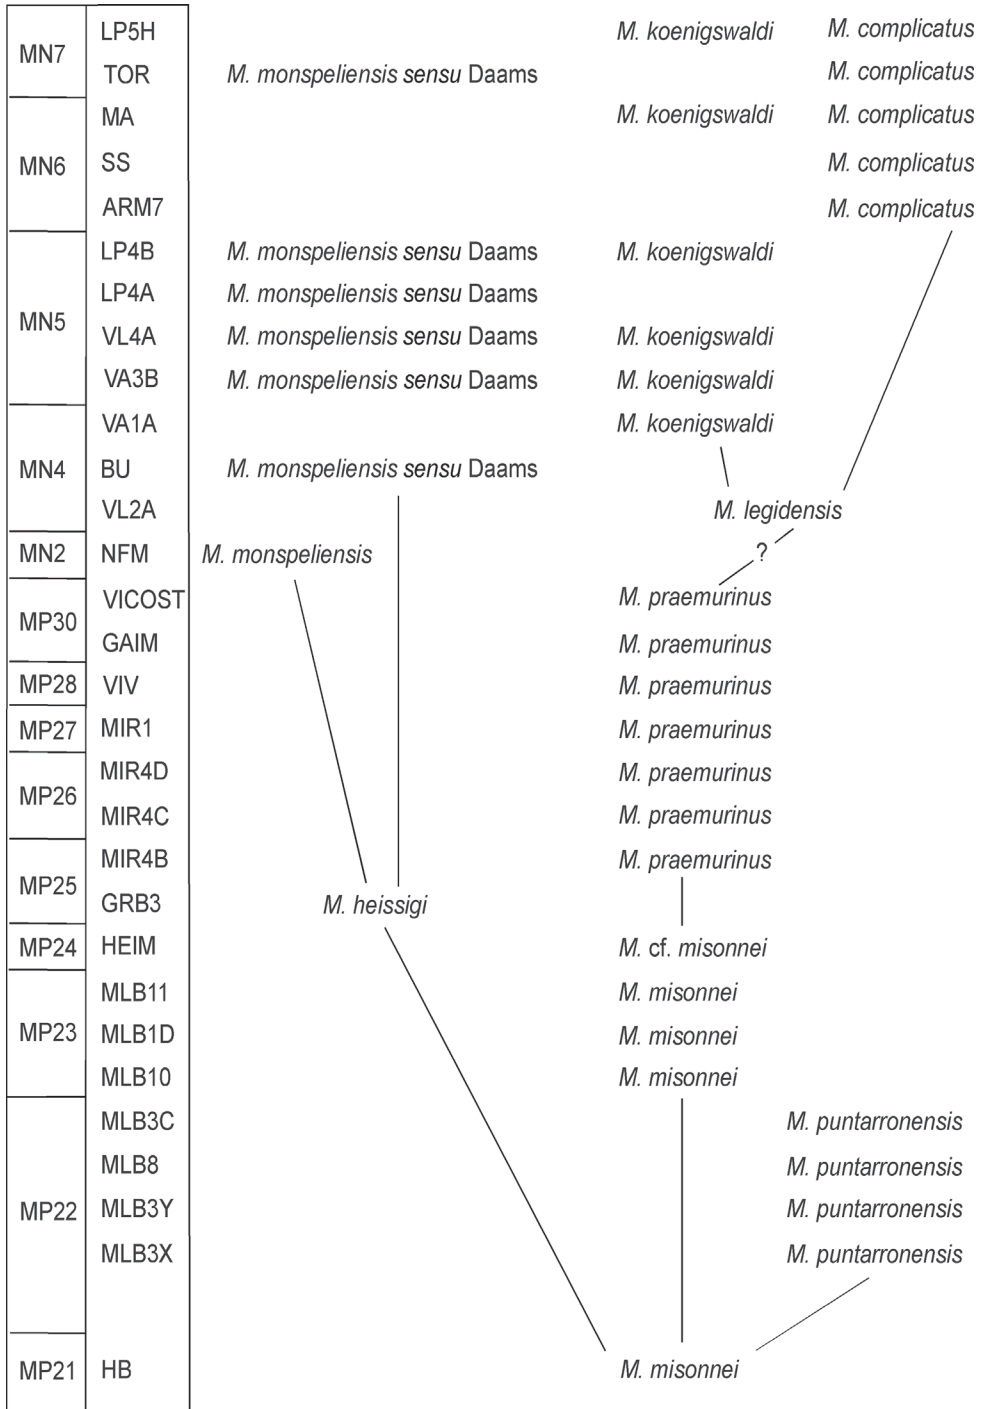 MN7 LP5H M. koenigswaldi M. complicatus
TOR M. monspeliensis sensu Daams M. complicatus
MN6 MA M. koenigswaldi M. complicatus
SS M. complicatus
ARM7 M. complicatus
MN5 LP4B M. monspeliensis sensu Daams M. koenigswaldi
LP4A M. monspeliensis sensu Daams
VL4A M. monspeliensis sensu Daams M. koenigswaldi
VA3B M. monspeliensis sensu Daams M. koenigswaldi
MN4 VA1A M. koenigswaldi
BU M. monspeliensis sensu Daams
VL2A M. legidensis
MN2 NFM M. monspeliensis ?
MP30 VICOST M. praemurinus
GAIM M. praemurinus
MP28 VIV M. praemurinus
MP27 MIR1 M. praemurinus
MP26 MIR4D M. praemurinus
MIR4C M. praemurinus
MP25 MIR4B M. praemurinus
GRB3 M. heissigi
MP24 HEIM M. cf. misonnei
MP23 MLB11 M. misonnei
MLB1D M. misonnei
MLB10 M. misonnei
MP22 MLB3C M. puntarronensis
MLB8 M. puntarronensis
MLB3Y M. puntarronensis
MLB3X M. puntarronensis
MP21 HB M. misonnei